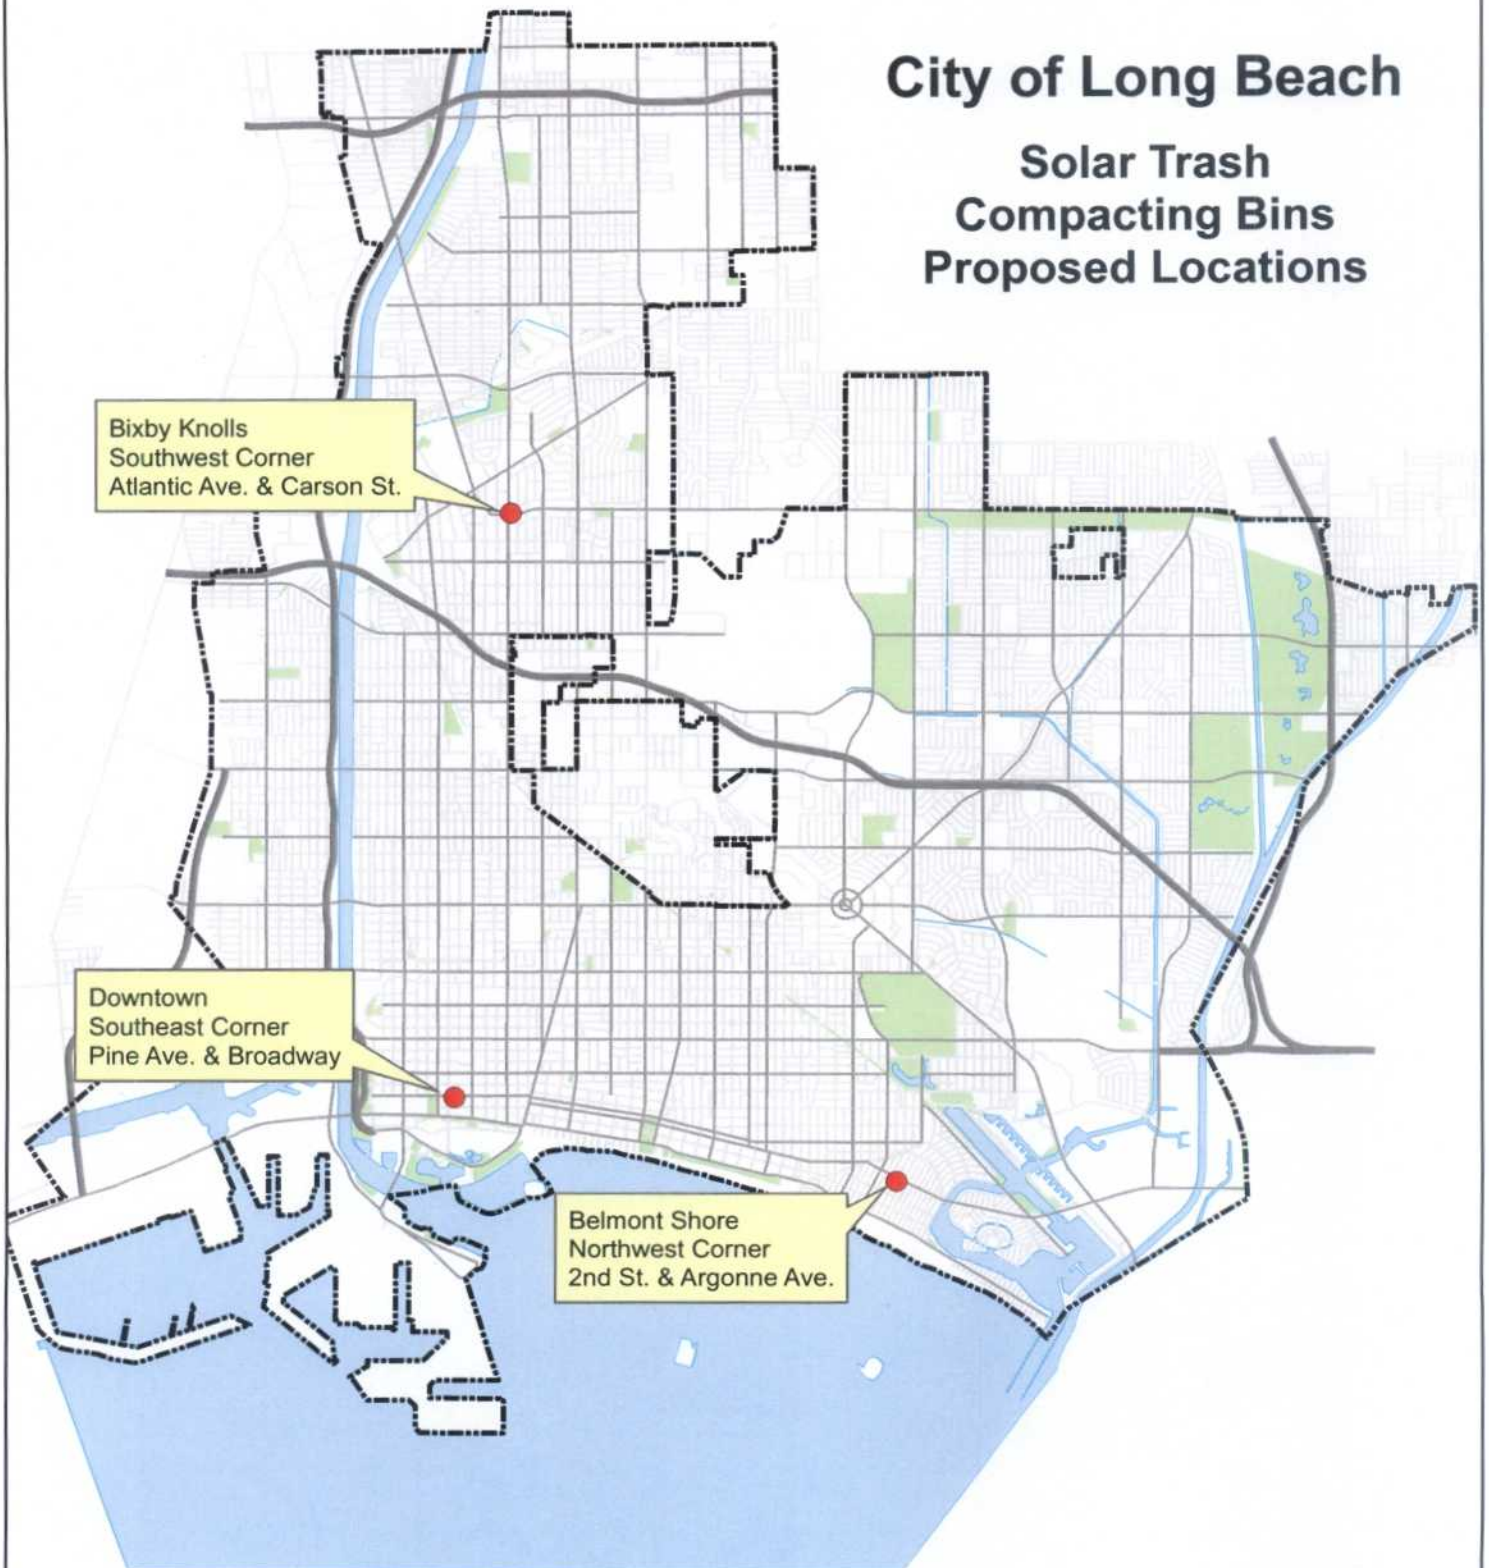 City of Long Beach
Solar Trash
Compacting Bins
Proposed Locations
Bixby Knolls
Southwest Corner
Atlantic Ave. & Carson St.
Downtown
Southeast Corner
Pine Ave. & Broadway
Belmont Shore
Northwest Corner
2nd St. & Argonne Ave.